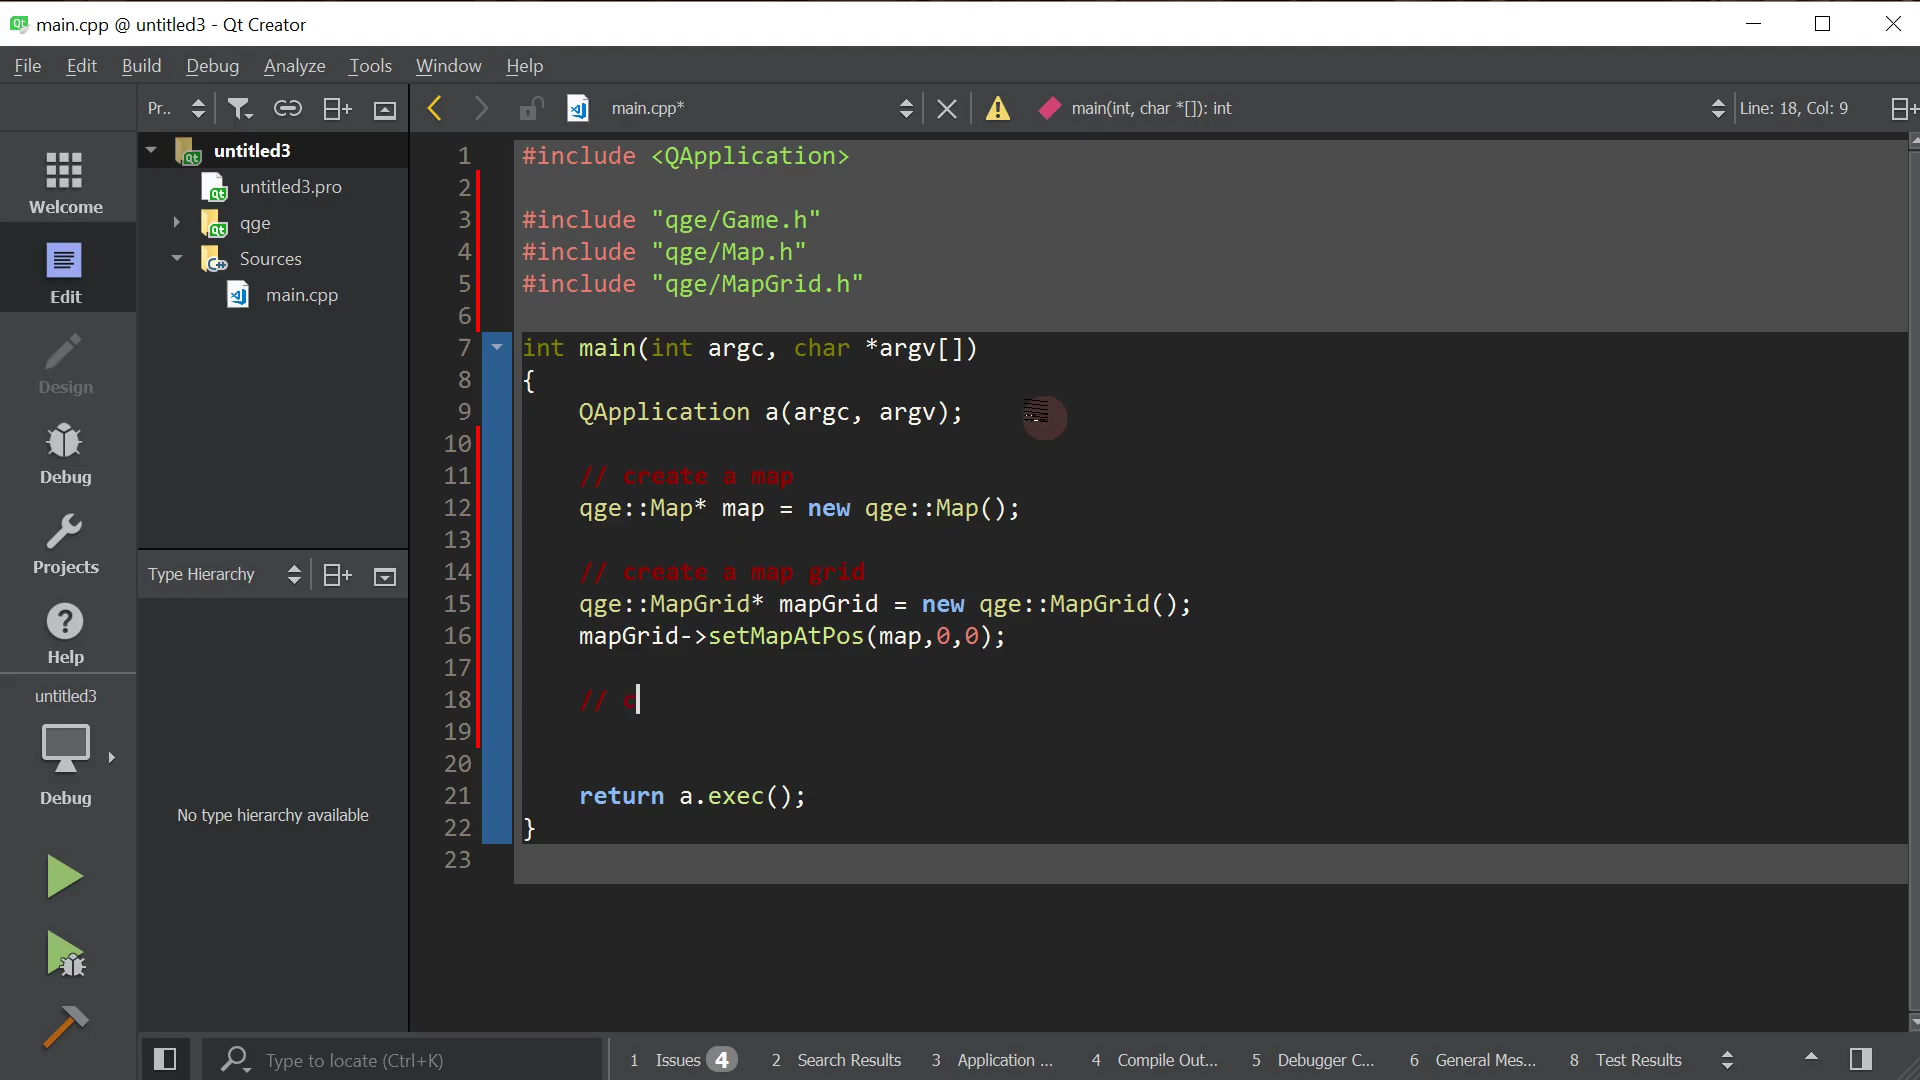 main.cpp @ untitled3 - Qt Creator
File Edit Build Debug Analyze Tools Window Help
Pr.. main.cpp* main(int, char *[]): int Line: 18, Col: 9
Welcome
Edit
Design
Debug
Projects
Help
untitled3
Debug
untitled3
untitled3.pro
qge
Sources
main.cpp
Type Hierarchy
No type hierarchy available
1 #include <QApplication>
2
3 #include "qge/Game.h"
4 #include "qge/Map.h"
5 #include "qge/MapGrid.h"
6
7 int main(int argc, char *argv[])
8 {
9 QApplication a(argc, argv);
10
11 // create a map
12 qge::Map* map = new qge::Map();
13
14 // create a map grid
15 qge::MapGrid* mapGrid = new qge::MapGrid();
16 mapGrid->setMapAtPos(map,0,0);
17
18 // c
19
20
21 return a.exec();
22 }
23
Type to locate (Ctrl+K) 1 Issues 4 2 Search Results 3 Application ... 4 Compile Out... 5 Debugger C... 6 General Mes... 8 Test Results